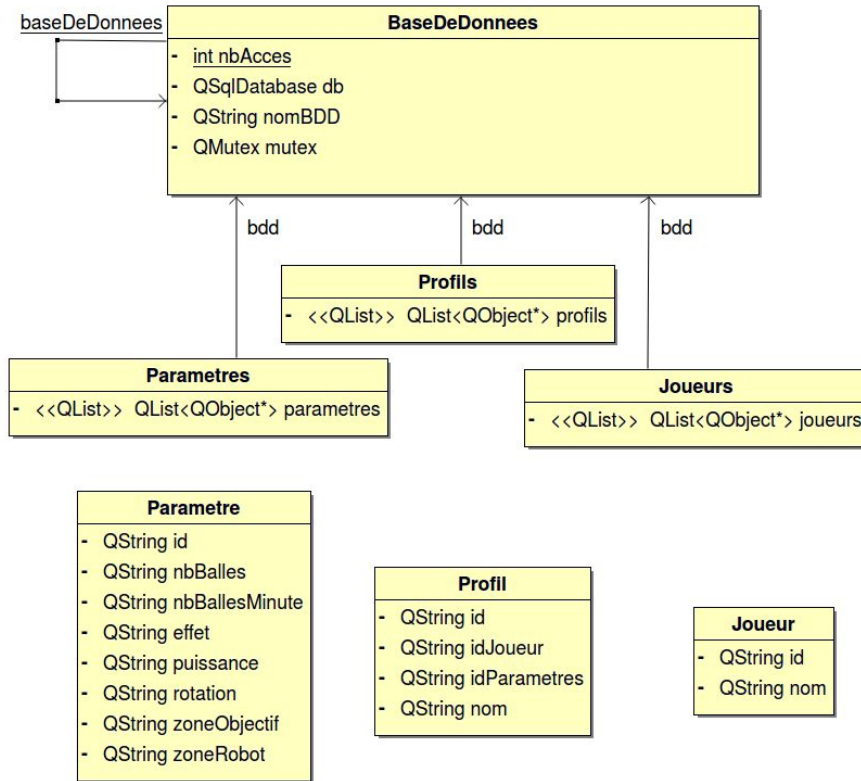 baseDeDonnees
BaseDeDonnees
- int nbAcces
- QSqlDatabase db
- QString nomBDD
- QMutex mutex
bdd
bdd
bdd
Profils
- <<QList>> QList<QObject*> profils
Parametres
- <<QList>> QList<QObject*> parametres
Joueurs
- <<QList>> QList<QObject*> joueurs
Parametre
- QString id
- QString nbBalles
- QString nbBallesMinute
- QString effet
- QString puissance
- QString rotation
- QString zoneObjectif
- QString zoneRobot
Profil
- QString id
- QString idJoueur
- QString idParametres
- QString nom
Joueur
- QString id
- QString nom